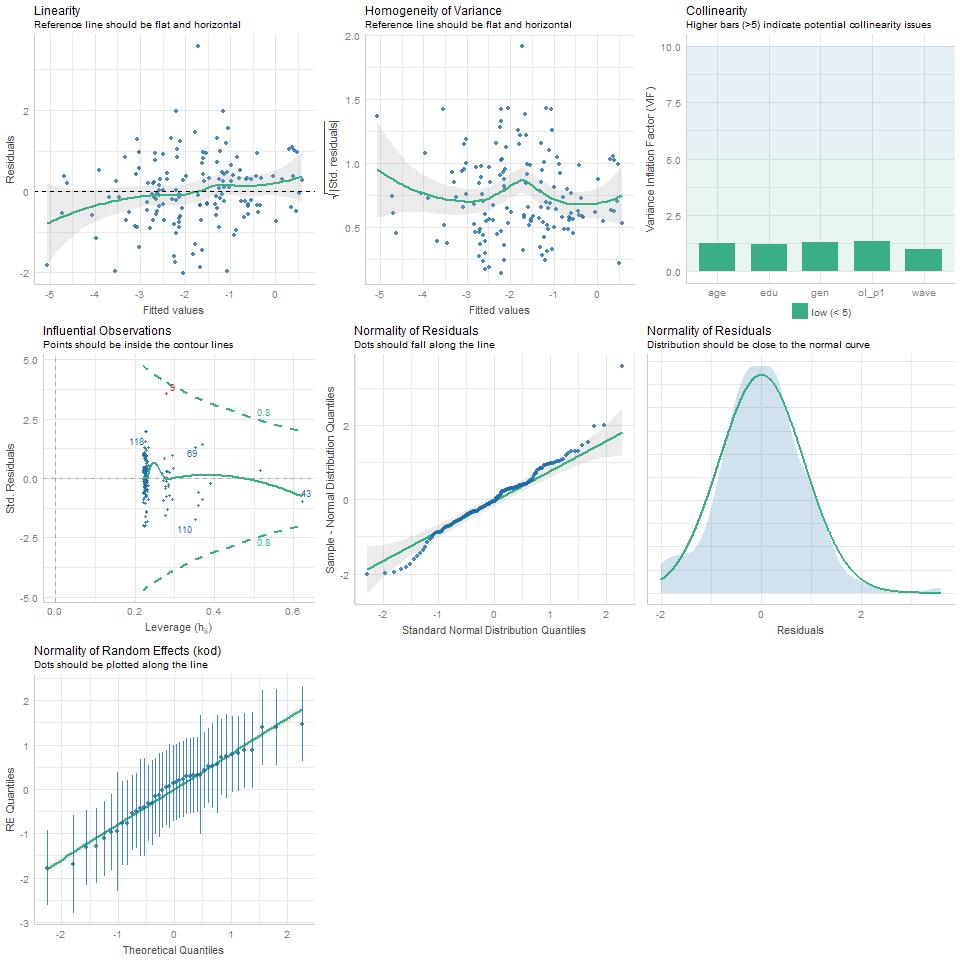 Linearity
Reference line should be flat and horizontal
Residuals
2
0
-2
-5 -4 -3 -2 -1 0
Fitted values
Homogeneity of Variance
Reference line should be flat and horizontal
√|Std. residuals|
2.0
1.5
1.0
0.5
-5 -4 -3 -2 -1 0
Fitted values
Collinearity
Higher bars (>5) indicate potential collinearity issues
Variance Inflation Factor (VIF)
10.0
7.5
5.0
2.5
0.0
age edu gen ol_p1 wave
low (< 5)
Influential Observations
Points should be inside the contour lines
Std. Residuals
5.0
2.5
0.0
-2.5
-5.0
9
0.8
118
69
43
110
0.8
0.0 0.2 0.4 0.6
Leverage (hii)
Normality of Residuals
Dots should fall along the line
Sample - Normal Distribution Quantiles
2
0
-2
-2 -1 0 1 2
Standard Normal Distribution Quantiles
Normality of Residuals
Distribution should be close to the normal curve
-2 0 2
Residuals
Normality of Random Effects (kod)
Dots should be plotted along the line
RE Quantiles
2
1
0
-1
-2
-3
-2 -1 0 1 2
Theoretical Quantiles